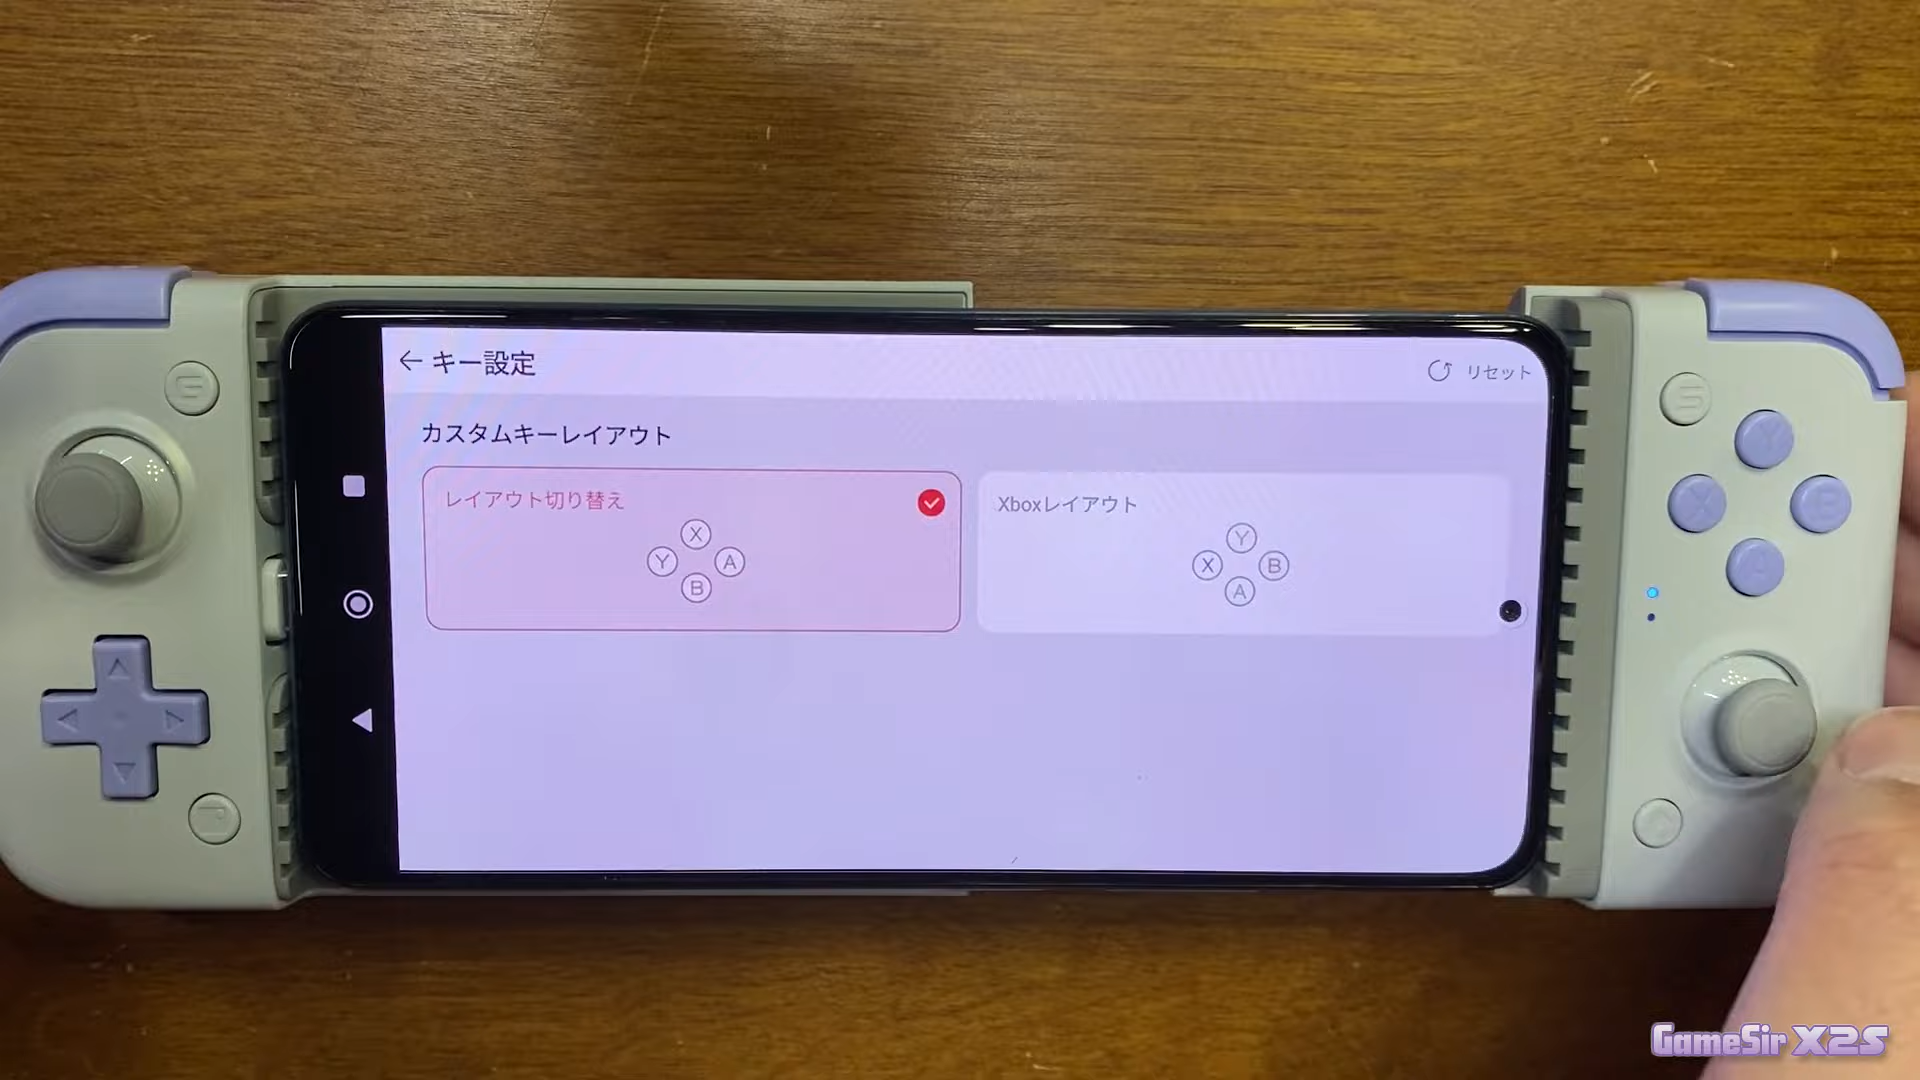 ← キー設定
リセット
カスタムキーレイアウト
レイアウト切り替え
X
Y A
B
Xboxレイアウト
Y
X B
A
Y
X B
A
GameSir X2S